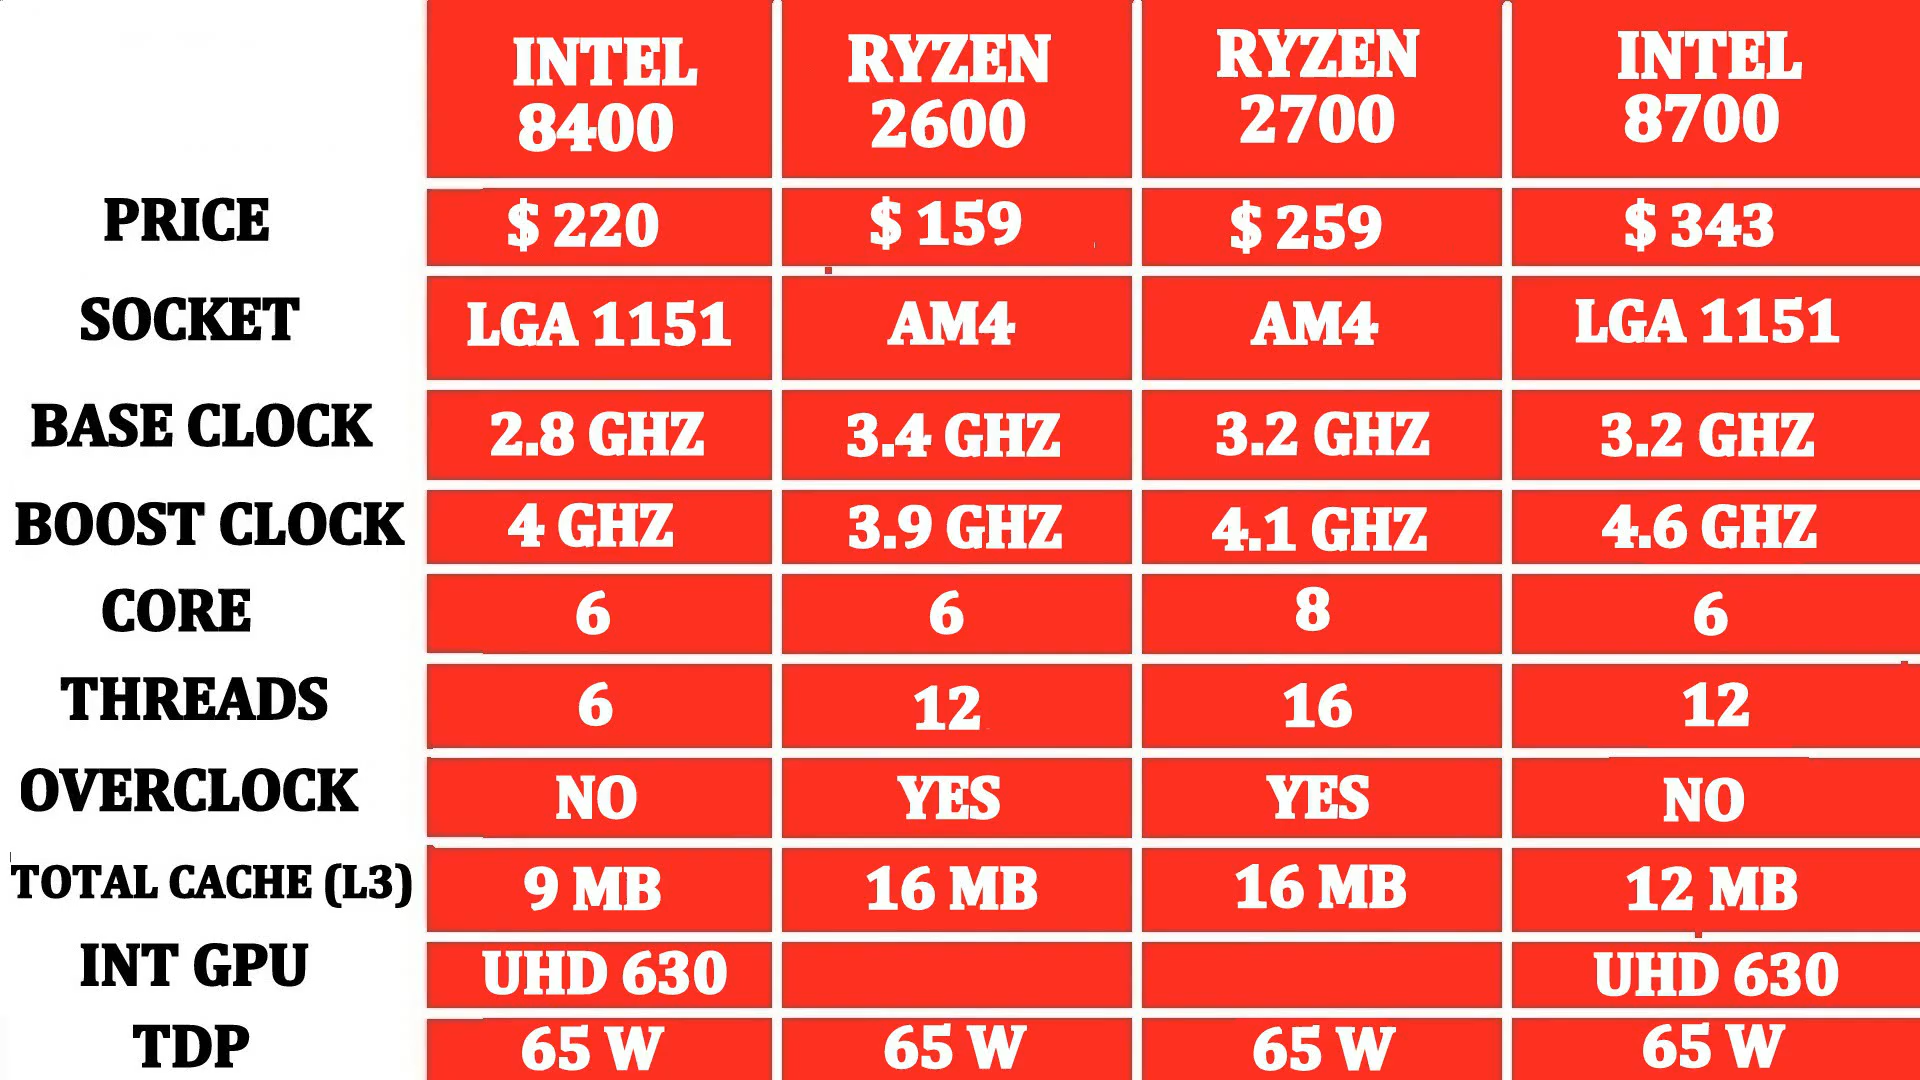 INTEL 8400 RYZEN 2600 RYZEN 2700 INTEL 8700
PRICE $ 220 $ 159 $ 259 $ 343
SOCKET LGA 1151 AM4 AM4 LGA 1151
BASE CLOCK 2.8 GHZ 3.4 GHZ 3.2 GHZ 3.2 GHZ
BOOST CLOCK 4 GHZ 3.9 GHZ 4.1 GHZ 4.6 GHZ
CORE 6 6 8 6
THREADS 6 12 16 12
OVERCLOCK NO YES YES NO
TOTAL CACHE (L3) 9 MB 16 MB 16 MB 12 MB
INT GPU UHD 630 UHD 630
TDP 65 W 65 W 65 W 65 W